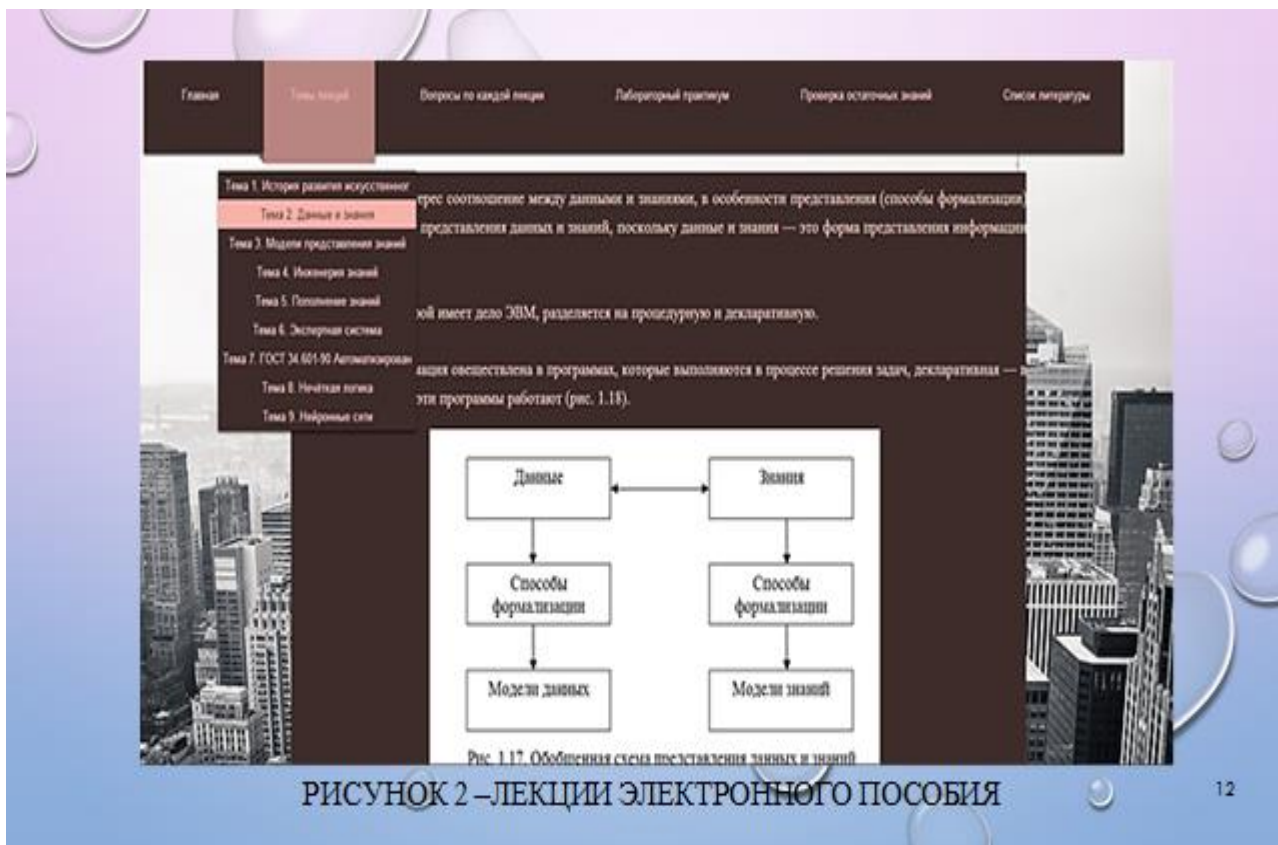 Главная
Темы лекций
Вопросы по каждой лекции
Лабораторный практикум
Проверка остаточных знаний
Список литературы
Тема 1. История развития искусственног
Тема 2. Данные и знания
Тема 3. Модели представления знаний
Тема 4. Инженерия знаний
Тема 5. Пополнение знаний
Тема 6. Экспертная система
Тема 7. ГОСТ 34.601-90 Автоматизирован
Тема 8. Нечёткая логика
Тема 9. Нейронные сети
ерес соотношение между данными и знаниями, в особенности представления (способы формализации)
представления данных и знаний, поскольку данные и знания — это форма представления информации
ой имеет дело ЭВМ, разделяется на процедурную и декларативную.
мация овеществлена в программах, которые выполняются в процессе решения задач, декларативная —
эти программы работают (рис. 1.18).
Данные
Знания
Способы
формализации
Способы
формализации
Модели данных
Модели знаний
Рис. 1.17. Обобщенная схема представления данных и знаний
РИСУНОК 2 –ЛЕКЦИИ ЭЛЕКТРОННОГО ПОСОБИЯ
12